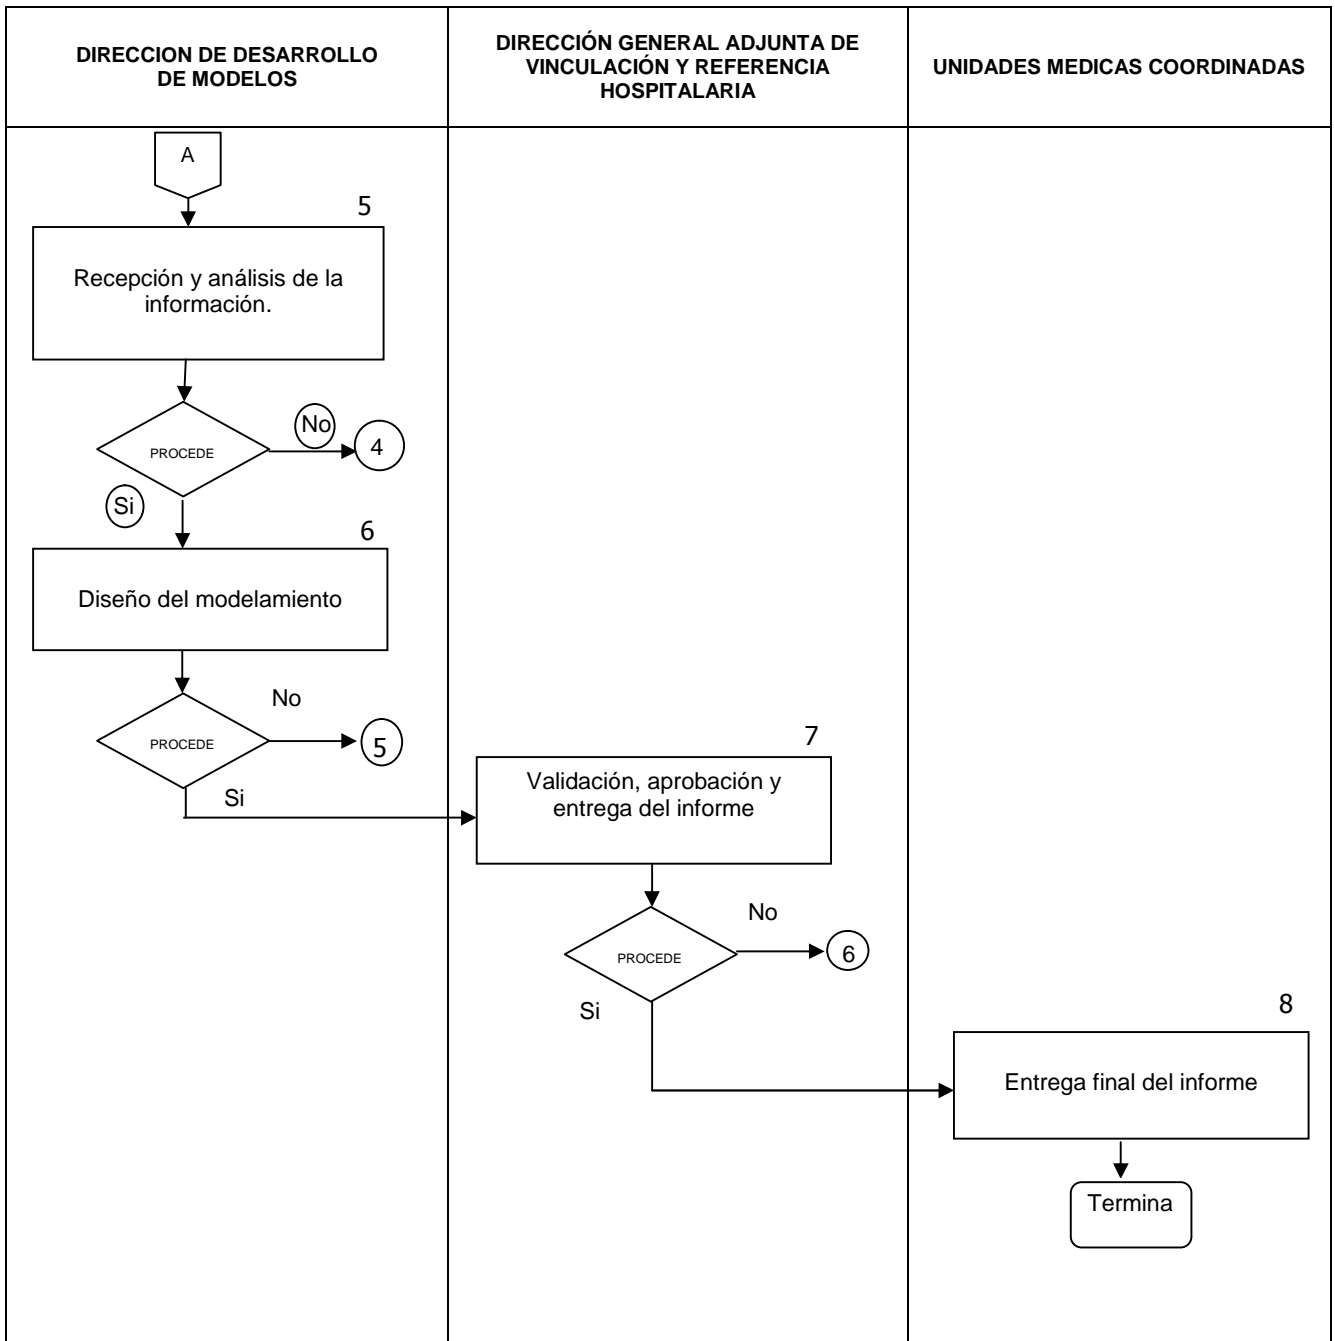 DIRECCION DE DESARROLLO
DE MODELOS
DIRECCIÓN GENERAL ADJUNTA DE
VINCULACIÓN Y REFERENCIA
HOSPITALARIA
UNIDADES MEDICAS COORDINADAS
A
5
Recepción y análisis de la
información.
PROCEDE
No
4
Si
6
Diseño del modelamiento
PROCEDE
No
5
Si
7
Validación, aprobación y
entrega del informe
PROCEDE
No
6
Si
8
Entrega final del informe
Termina